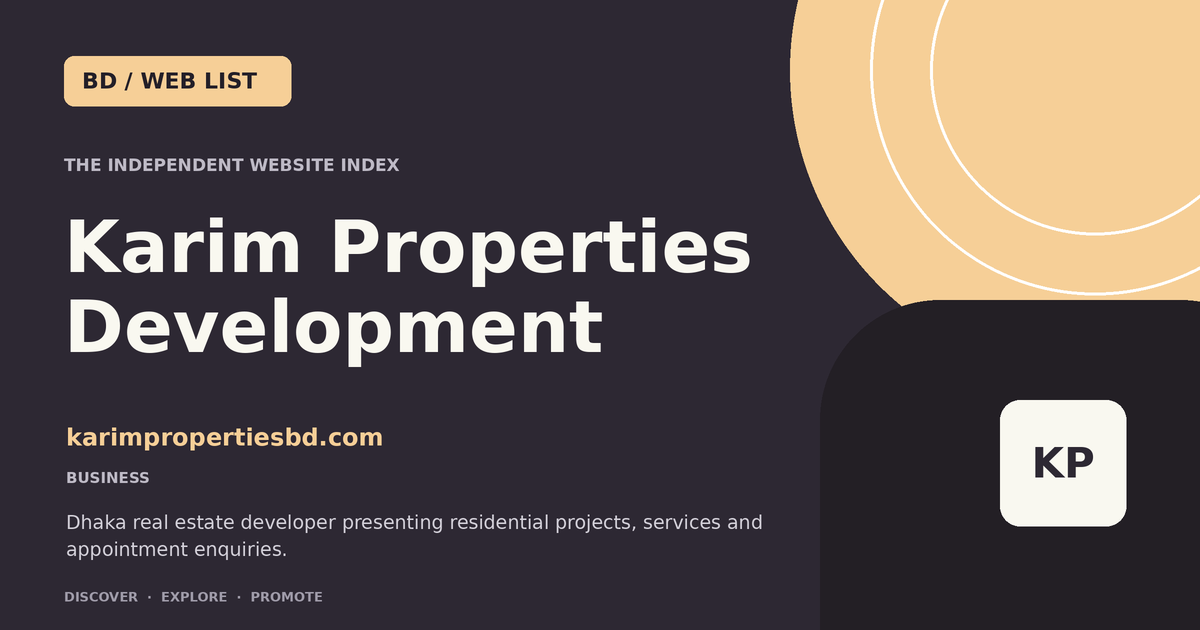 BD / WEB LIST
THE INDEPENDENT WEBSITE INDEX
Karim Properties
Development
karimpropertiesbd.com
BUSINESS
Dhaka real estate developer presenting residential projects, services and
appointment enquiries.
KP
DISCOVER · EXPLORE · PROMOTE